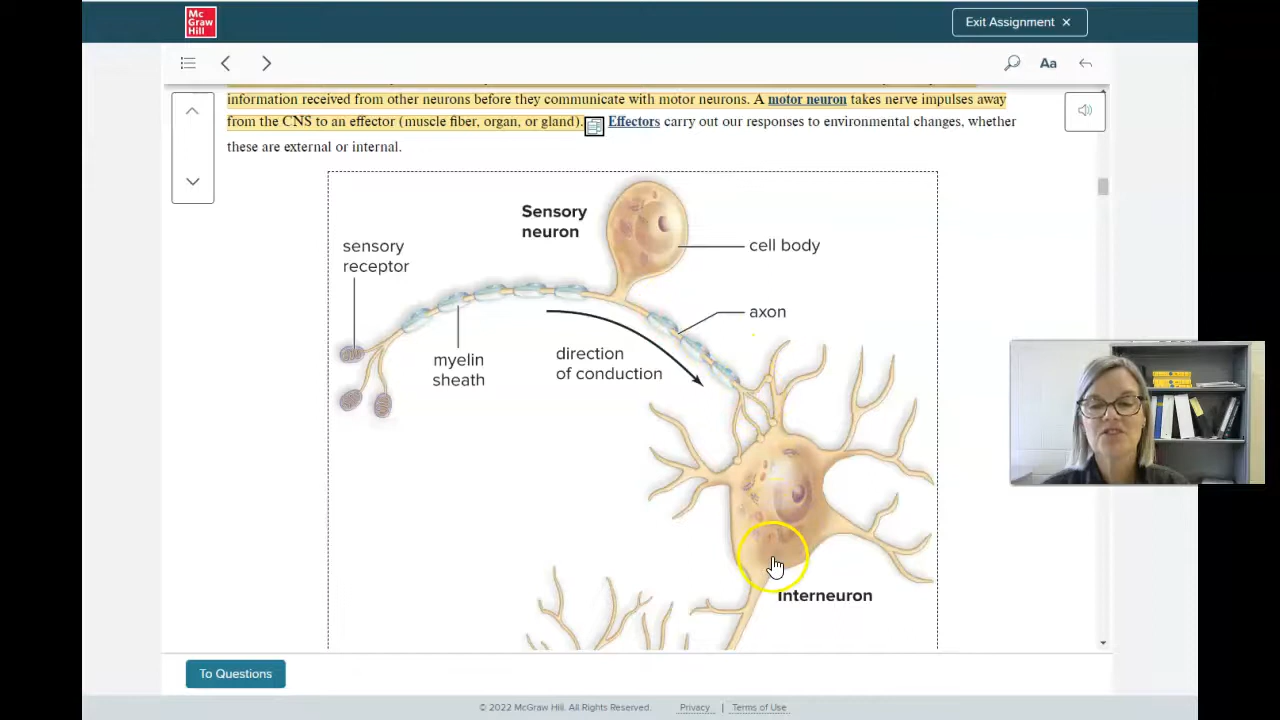 Mc
Graw
Hill
Exit Assignment ×
Aa
information received from other neurons before they communicate with motor neurons. A motor neuron takes nerve impulses away
from the CNS to an effector (muscle fiber, organ, or gland). Effectors carry out our responses to environmental changes, whether
these are external or internal.
Sensory
neuron
sensory
receptor
cell body
axon
myelin
sheath
direction
of conduction
Interneuron
To Questions
© 2022 McGraw Hill. All Rights Reserved. Privacy | Terms of Use